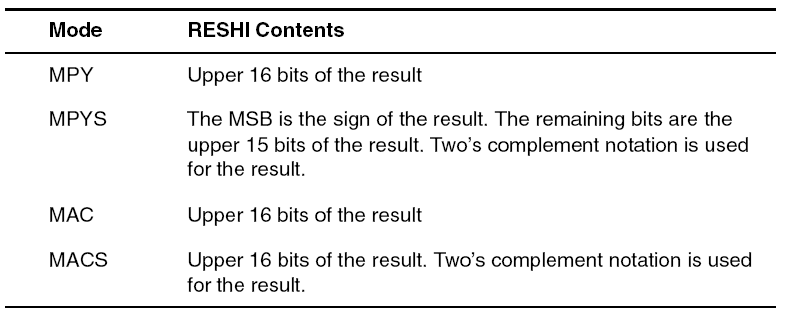 Mode RESHI Contents
MPY Upper 16 bits of the result
MPYS The MSB is the sign of the result. The remaining bits are the
upper 15 bits of the result. Two's complement notation is used
for the result.
MAC Upper 16 bits of the result
MACS Upper 16 bits of the result. Two's complement notation is used
for the result.